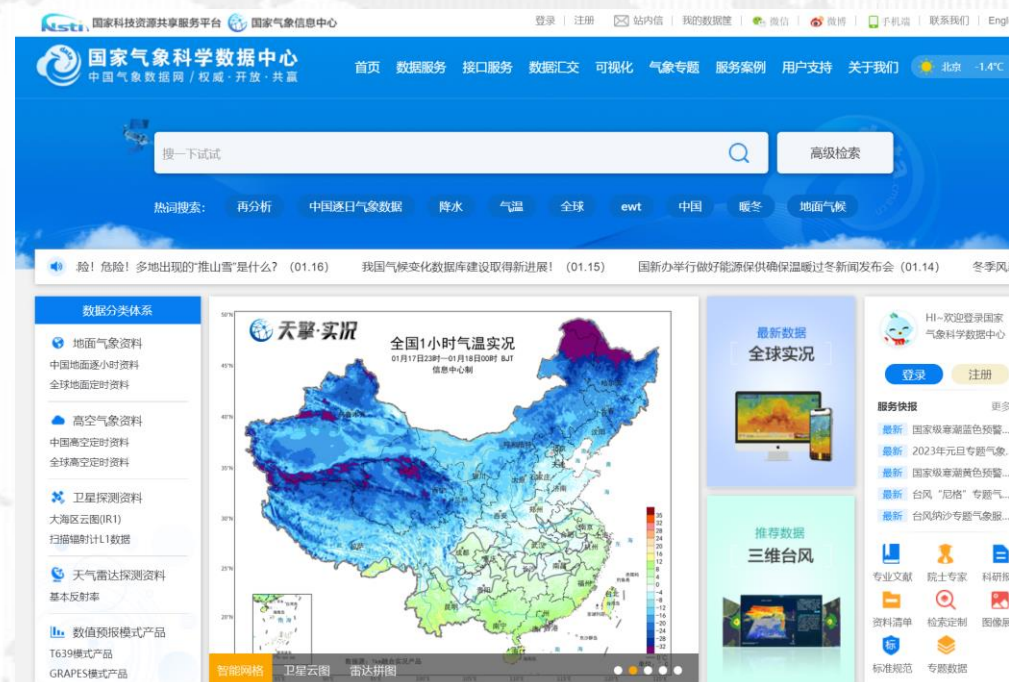 Nsti 国家科技资源共享服务平台 国家气象信息中心
登录 注册 站内信 我的数据筐 微信 微博 手机端 联系我们 Engl
国家气象科学数据中心
中国气象数据网 / 权威 · 开放 · 共赢
首页 数据服务 接口服务 数据汇交 可视化 气象专题 服务案例 用户支持 关于我们
北京 -1.4℃
搜一下试试
高级检索
热词搜索: 再分析 中国逐日气象数据 降水 气温 全球 ewt 中国 暖冬 地面气候
险！危险！多地出现的"推山雪"是什么？ (01.16) 我国气候变化数据库建设取得新进展！ (01.15) 国新办举行做好能源保供确保温暖过冬新闻发布会 (01.14) 冬季风
数据分类体系
地面气象资料
中国地面逐小时资料
全球地面定时资料
高空气象资料
中国高空定时资料
全球高空定时资料
卫星探测资料
大海区云图(IR1)
扫描辐射计L1数据
天气雷达探测资料
基本反射率
数值预报模式产品
T639模式产品
GRAPES模式产品
天擎·实况
全国1小时气温实况
01月17日23时—01月18日00时 BJT
信息中心制
智能网格 卫星云图 雷达拼图
最新数据
全球实况
推荐数据
三维台风
HI~欢迎登录国家
气象科学数据中心
登录 注册
服务快报 更多
最新 国家级寒潮蓝色预警...
最新 2023年元旦专题气象...
最新 国家级寒潮黄色预警...
最新 台风“尼格”专题气...
最新 台风纳沙专题气象服...
专业文献 院士专家 科研报
资料清单 检索定制 图像展
标准规范 专题数据